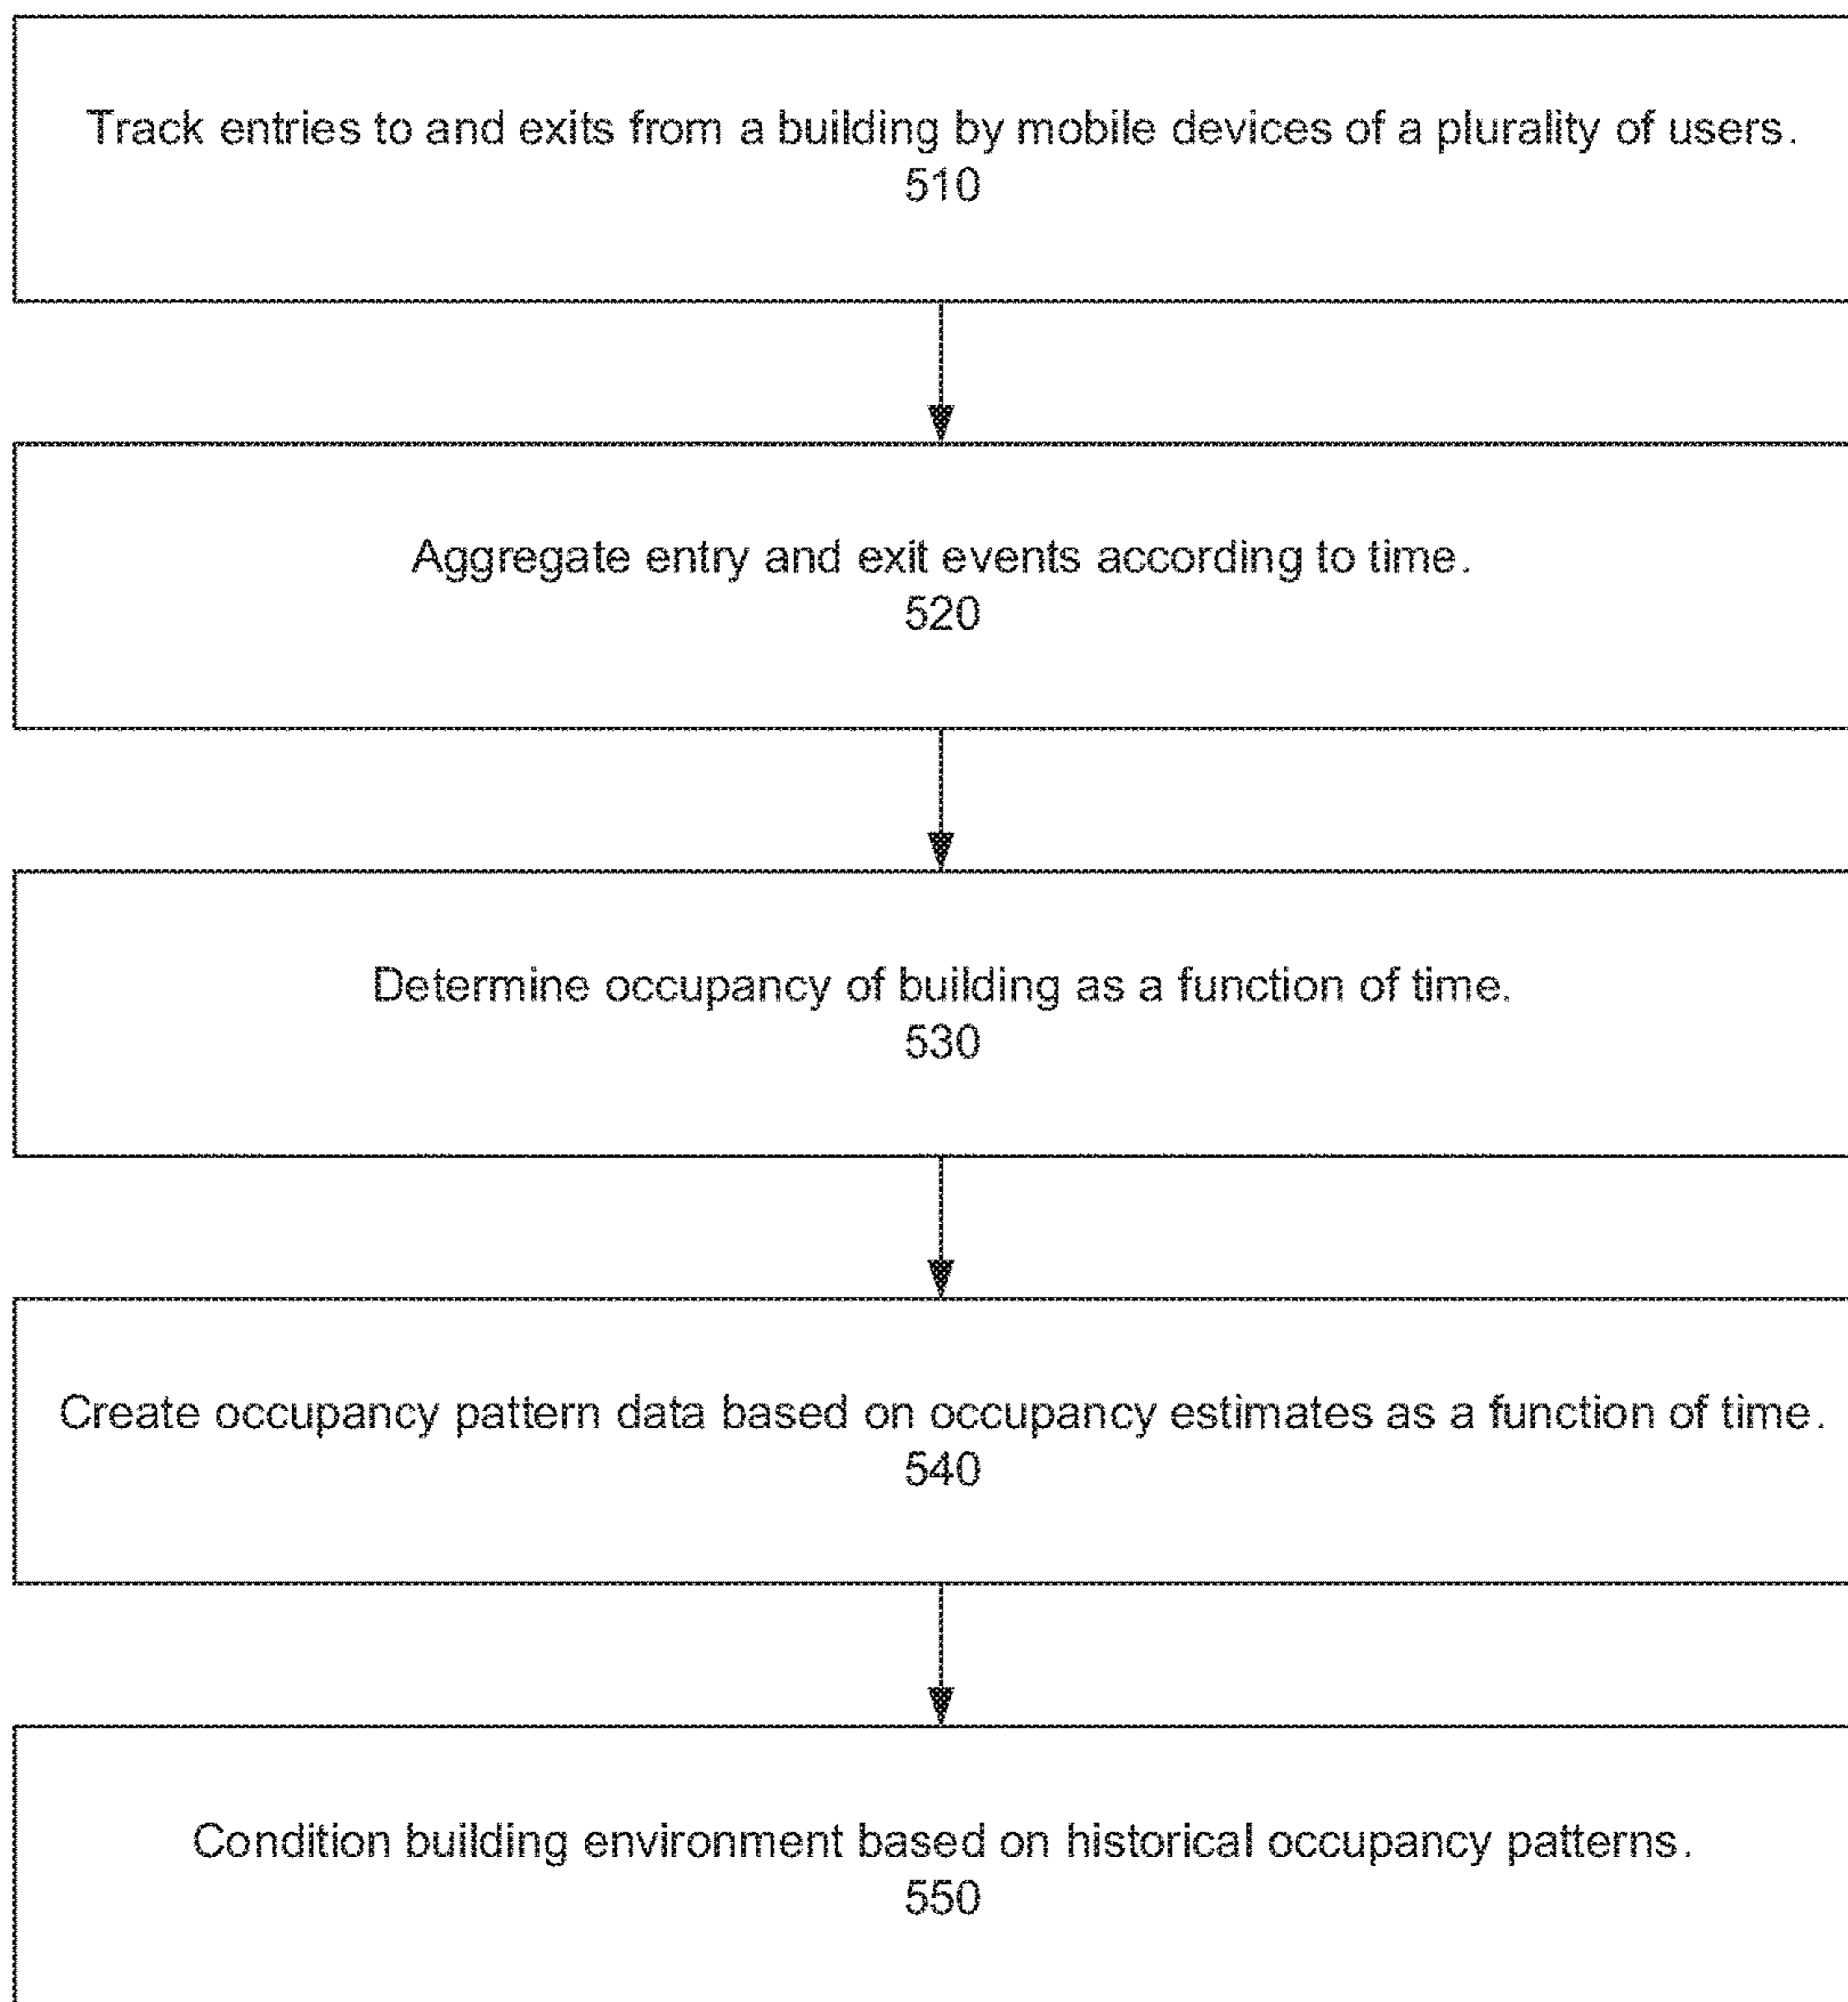 Track entries to and exits from a building by mobile devices of a plurality of users.
510
Aggregate entry and exit events according to time.
520
Determine occupancy of building as a function of time.
530
Create occupancy pattern data based on occupancy estimates as a function of time.
540
Condition building environment based on historical occupancy patterns.
550